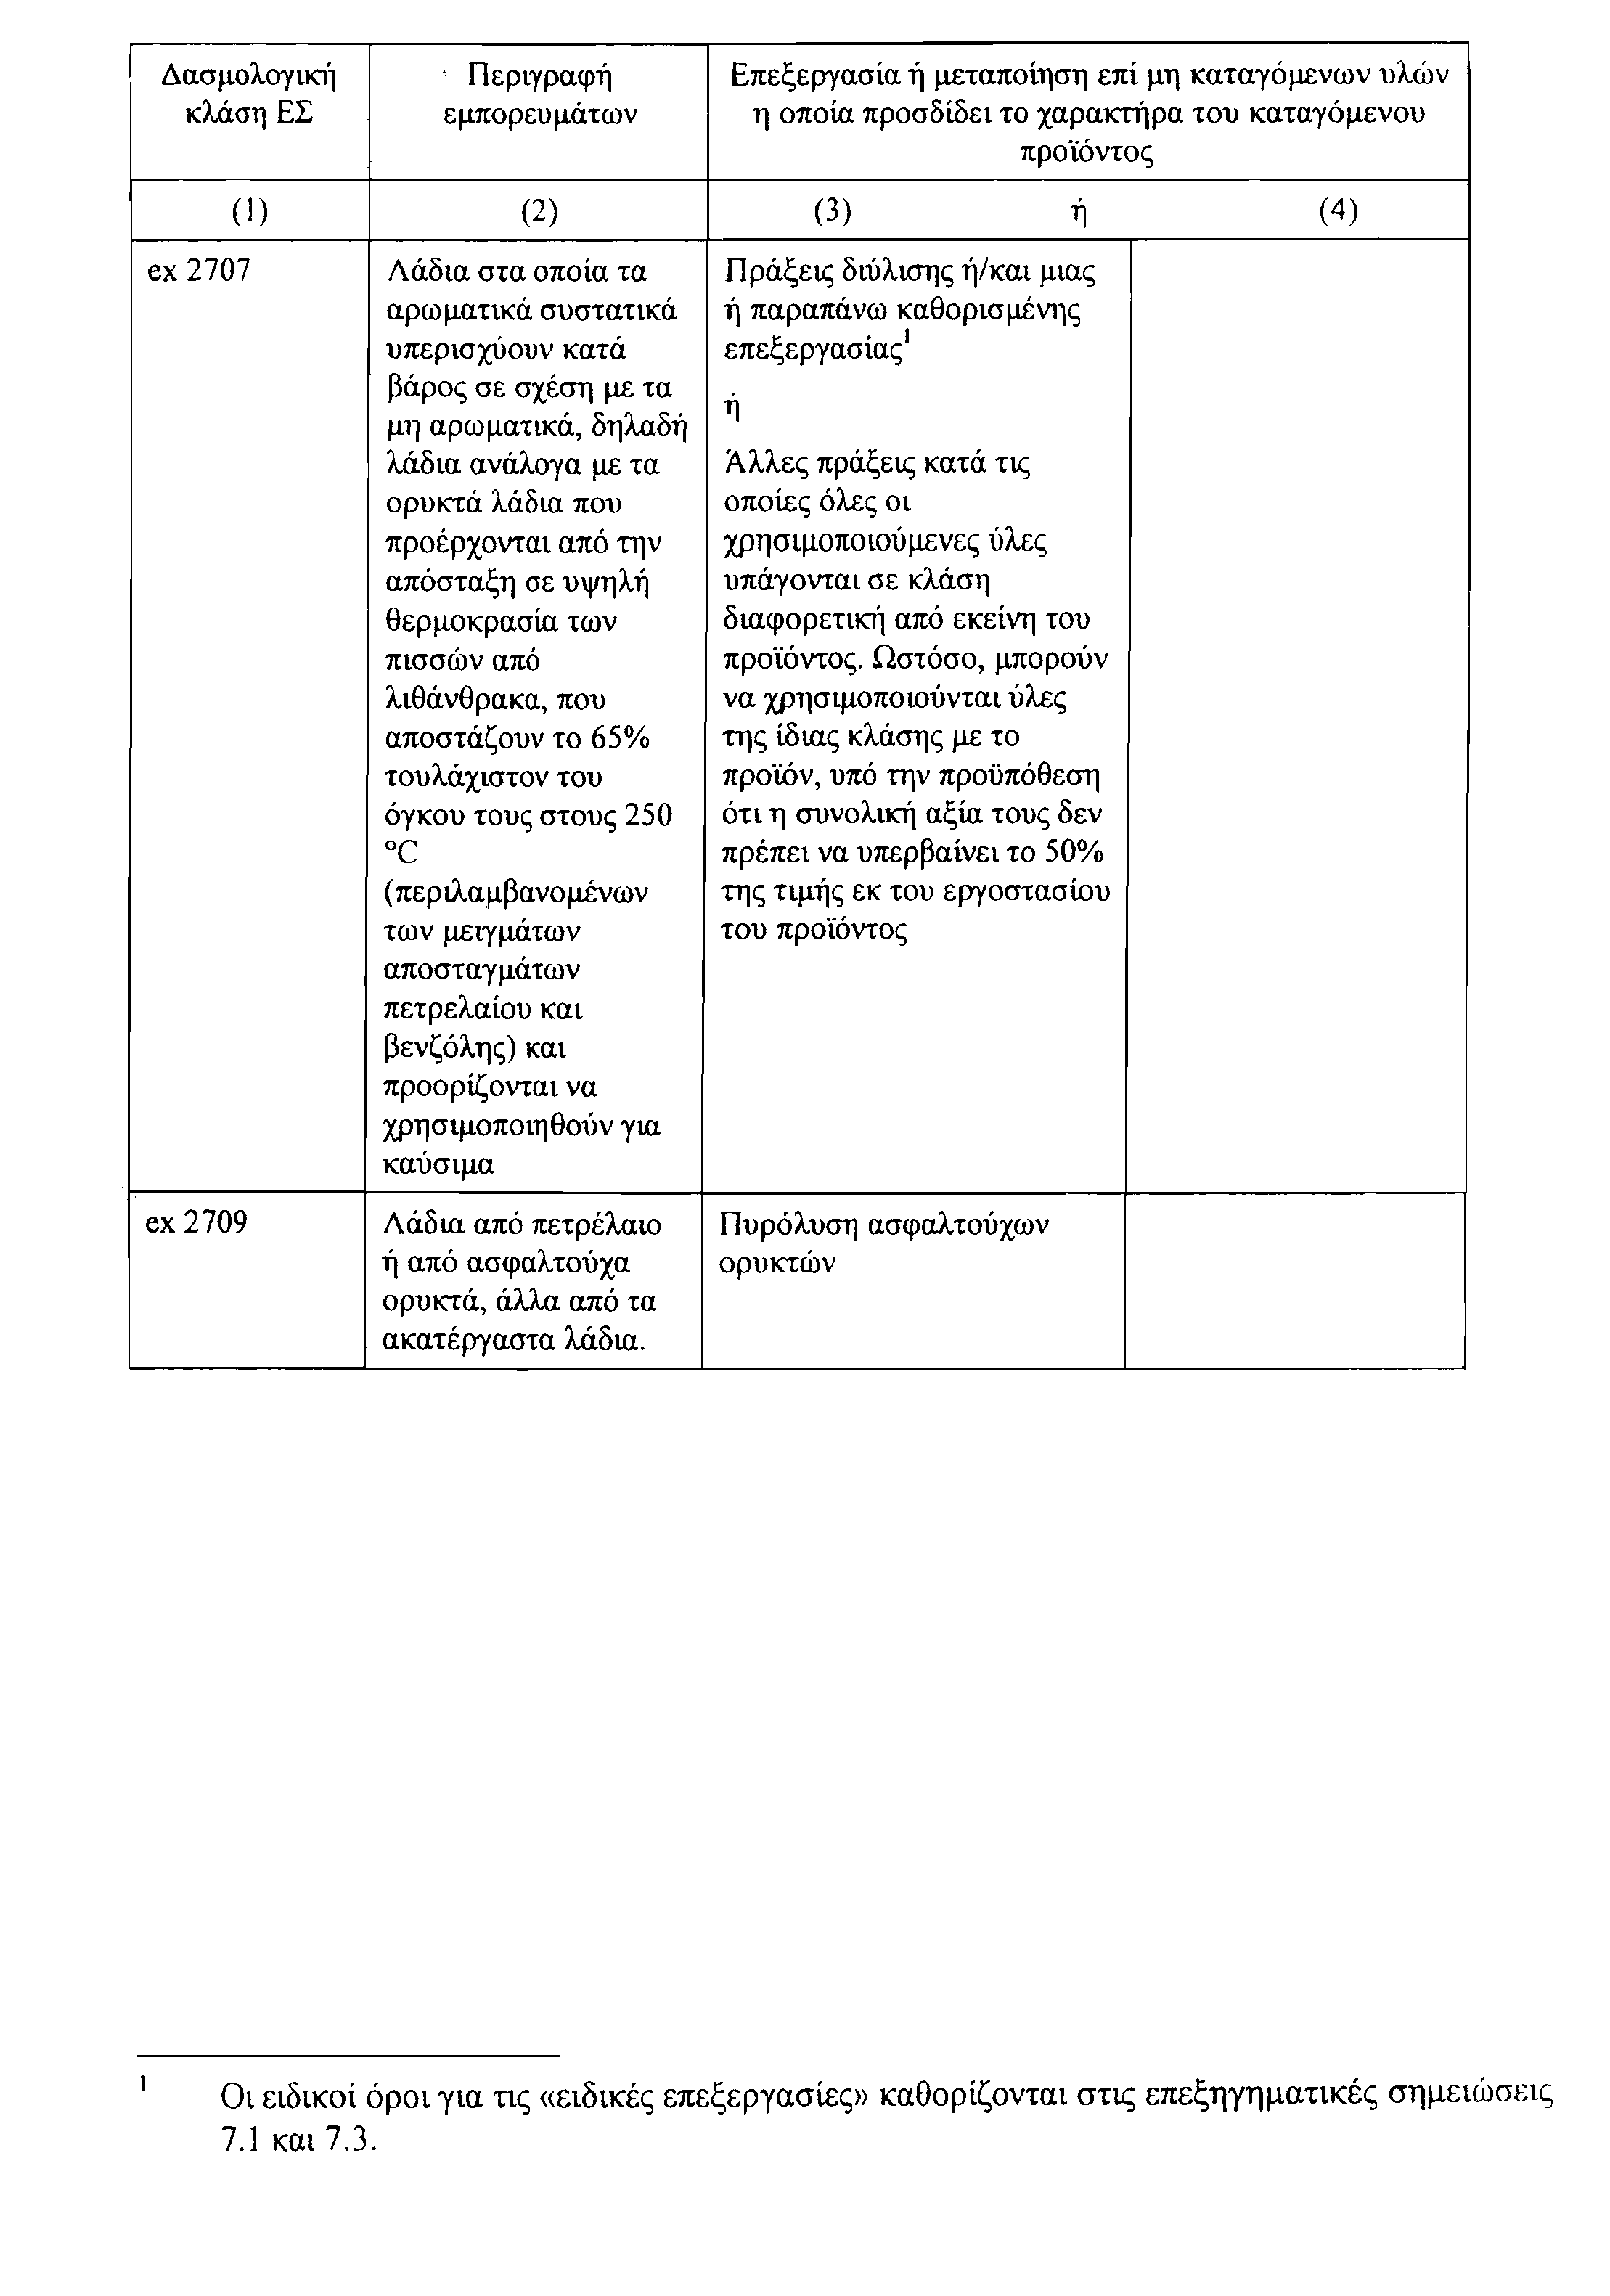 Δασμολογική
κλάση ΕΣ
Περιγραφή
εμπορευμάτων
Επεξεργασία ή μεταποίηση επί μη καταγόμενων υλών
η οποία προσδίδει το χαρακτήρα του καταγόμενου
προϊόντος
(1)
(2)
(3) ή (4)
ex 2707
Λάδια στα οποία τα
αρωματικά συστατικά
υπερισχύουν κατά
βάρος σε σχέση με τα
μη αρωματικά, δηλαδή
λάδια ανάλογα με τα
ορυκτά λάδια που
προέρχονται από την
απόσταξη σε υψηλή
θερμοκρασία των
πισσών από
λιθάνθρακα, που
αποστάζουν το 65%
τουλάχιστον του
όγκου τους στους 250
°C
(περιλαμβανομένων
των μειγμάτων
αποσταγμάτων
πετρελαίου και
βενζόλης) και
προορίζονται να
χρησιμοποιηθούν για
καύσιμα
Πράξεις διύλισης ή/και μιας
ή παραπάνω καθορισμένης
επεξεργασίας¹
ή
Άλλες πράξεις κατά τις
οποίες όλες οι
χρησιμοποιούμενες ύλες
υπάγονται σε κλάση
διαφορετική από εκείνη του
προϊόντος. Ωστόσο, μπορούν
να χρησιμοποιούνται ύλες
της ίδιας κλάσης με το
προϊόν, υπό την προϋπόθεση
ότι η συνολική αξία τους δεν
πρέπει να υπερβαίνει το 50%
της τιμής εκ του εργοστασίου
του προϊόντος
ex 2709
Λάδια από πετρέλαιο
ή από ασφαλτούχα
ορυκτά, άλλα από τα
ακατέργαστα λάδια.
Πυρόλυση ασφαλτούχων
ορυκτών
¹ Οι ειδικοί όροι για τις «ειδικές επεξεργασίες» καθορίζονται στις επεξηγηματικές σημειώσεις
7.1 και 7.3.